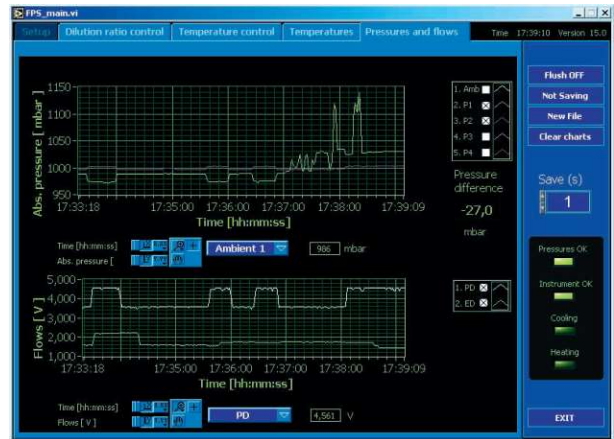 FPS_main.vi
Setup Dilution ratio control Temperature control Temperatures Pressures and flows Time 17:39:10 Version 15.0
Flush OFF
Not Saving
New File
Clear charts
Save (s)
1
Pressures OK
Instrument OK
Cooling
Heating
EXIT
Abs. pressure [ mbar ]
1150
1100
1050
1000
950
17:33:18 17:35:00 17:36:00 17:37:00 17:38:00 17:39:09
Time [hh:mm:ss]
1. Amb
2. P1
3. P2
4. P3
5. P4
Pressure
difference
-27,0
mbar
Time [hh:mm:ss]
Abs. pressure [
Ambient 1
986 mbar
Flows [ V ]
5,000
4,000
3,000
2,000
1,000
17:33:18 17:35:00 17:36:00 17:37:00 17:38:00 17:39:09
Time [hh:mm:ss]
1. PD
2. ED
Time [hh:mm:ss]
Flows [ V ]
PD
4,561 V